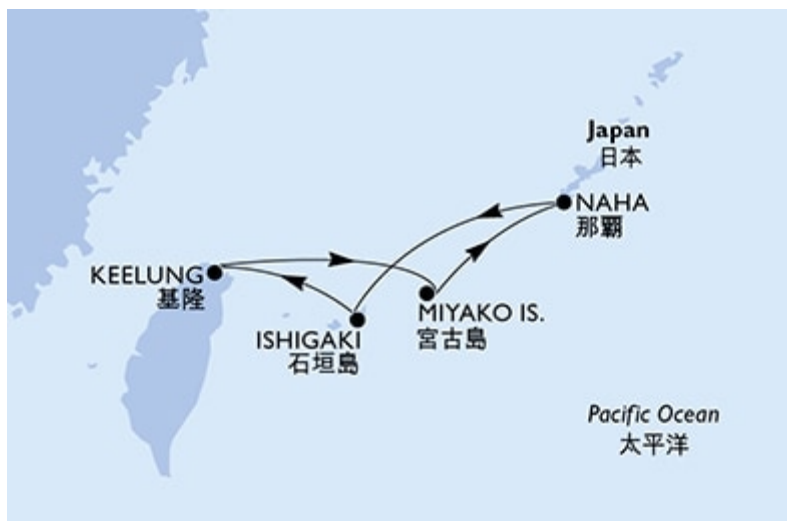 Japan
日本
NAHA
那覇
KEELUNG
基隆
MIYAKO IS.
宮古島
ISHIGAKI
石垣島
Pacific Ocean
太平洋